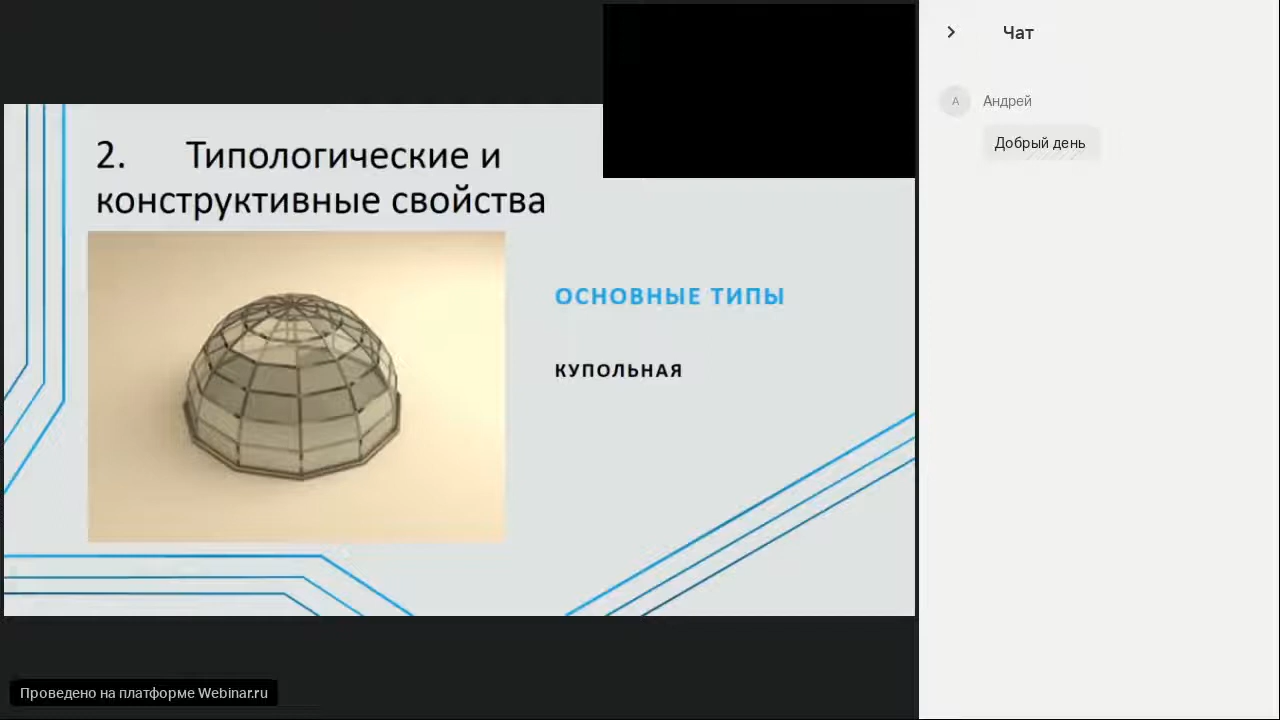 2. Типологические и
конструктивные свойства
ОСНОВНЫЕ ТИПЫ
КУПОЛЬНАЯ
Чат
А
Андрей
Добрый день
Проведено на платформе Webinar.ru